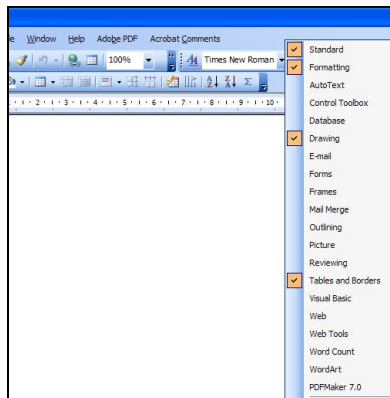 e Window Help Adobe PDF Acrobat Comments
100% Times New Roman
1 · 2 · 3 · 4 · 5 · 6 · 7 · 8 · 9 · 10
Standard
Formatting
AutoText
Control Toolbox
Database
Drawing
E-mail
Forms
Frames
Mail Merge
Outlining
Picture
Reviewing
Tables and Borders
Visual Basic
Web
Web Tools
Word Count
WordArt
PDFMaker 7.0